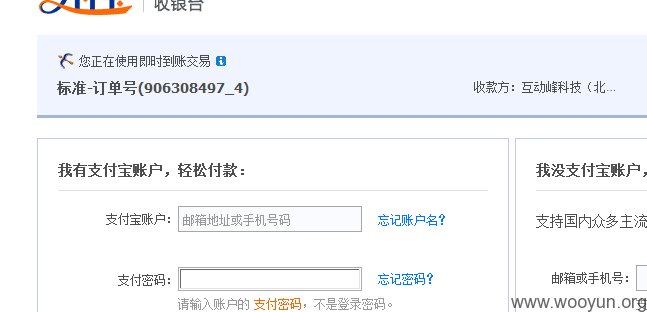 收银台
您正在使用即时到账交易
标准-订单号(906308497_4)
收款方：互动峰科技（北...
我有支付宝账户，轻松付款：
我没支付宝账户，
支付宝账户：
邮箱地址或手机号码
忘记账户名?
支持国内众多主流
支付密码：
忘记密码?
邮箱或手机号：
请输入账户的 支付密码，不是登录密码。
www.wooyun.org